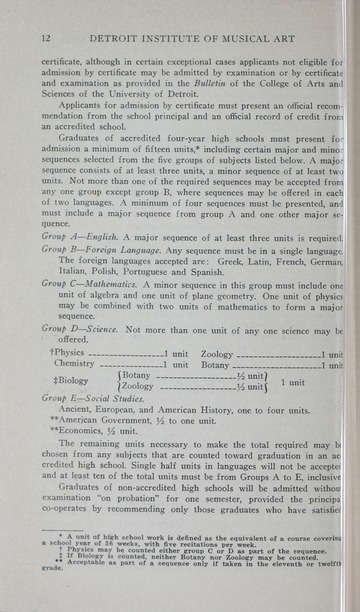 12 DETROIT INSTITUTE OF MUSICAL ART
certificate, although in certain exceptional cases applicants not eligible for
admission by certificate may be admitted by examination or by certificate
and examination as provided in the Bulletin of the College of Arts and
Sciences of the University of Detroit.
Applicants for admission by certificate must present an official recom-
mendation from the school principal and an official record of credit from
an accredited school.
Graduates of accredited four-year high schools must present for
admission a minimum of fifteen units,* including certain major and minor
sequences selected from the five groups of subjects listed below. A major
sequence consists of at least three units, a minor sequence of at least two
units. Not more than one of the required sequences may be accepted from
any one group except group B, where sequences may be offered in each
of two languages. A minimum of four sequences must be presented, and
must include a major sequence from group A and one other major se-
quence.
Group A—English. A major sequence of at least three units is required.
Group B—Foreign Language. Any sequence must be in a single language.
The foreign languages accepted are: Greek, Latin, French, German,
Italian, Polish, Portuguese and Spanish.
Group C—Mathematics. A minor sequence in this group must include one
unit of algebra and one unit of plane geometry. One unit of physics
may be combined with two units of mathematics to form a major
sequence.
Group D—Science. Not more than one unit of any one science may be
offered.
†Physics ------------------1 unit Zoology ---------------------1 unit
Chemistry ----------------1 unit Botany ----------------------1 unit
‡Biology { Botany --------------------½ unit } 1 unit
{ Zoology -------------------½ unit }
Group E—Social Studies.
Ancient, European, and American History, one to four units.
**American Government, ½ to one unit.
**Economics, ½ unit.
The remaining units necessary to make the total required may be
chosen from any subjects that are counted toward graduation in an ac
credited high school. Single half units in languages will not be accepted
and at least ten of the total units must be from Groups A to E, inclusive
Graduates of non-accredited high schools will be admitted without
examination "on probation" for one semester, provided the principa
co-operates by recommending only those graduates who have satisfied
* A unit of high school work is defined as the equivalent of a course covering
a school year of 36 weeks, with five recitations per week.
† Physics may be counted either group C or D as part of the sequence.
‡ If Biology is counted, neither Botany nor Zoology may be counted.
** Acceptable as part of a sequence only if taken in the eleventh or twelfth
grade.